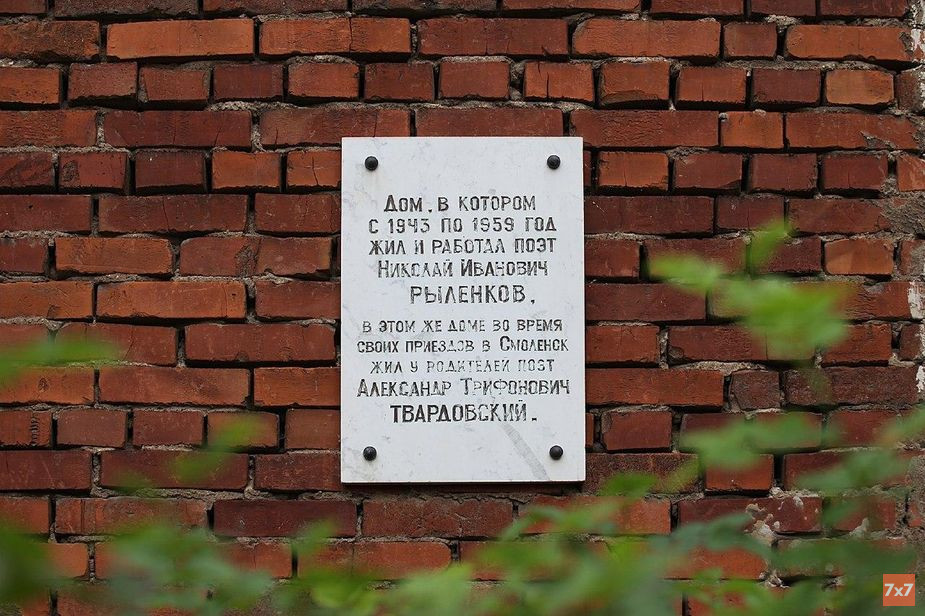 Дом, в котором
с 1943 по 1959 год
жил и работал поэт
Николай Иванович
РЫЛЕНКОВ.
в этом же доме во время
своих приездов в Смоленск
жил у родителей поэт
Александр Трифонович
ТВАРДОВСКИЙ.
7x7